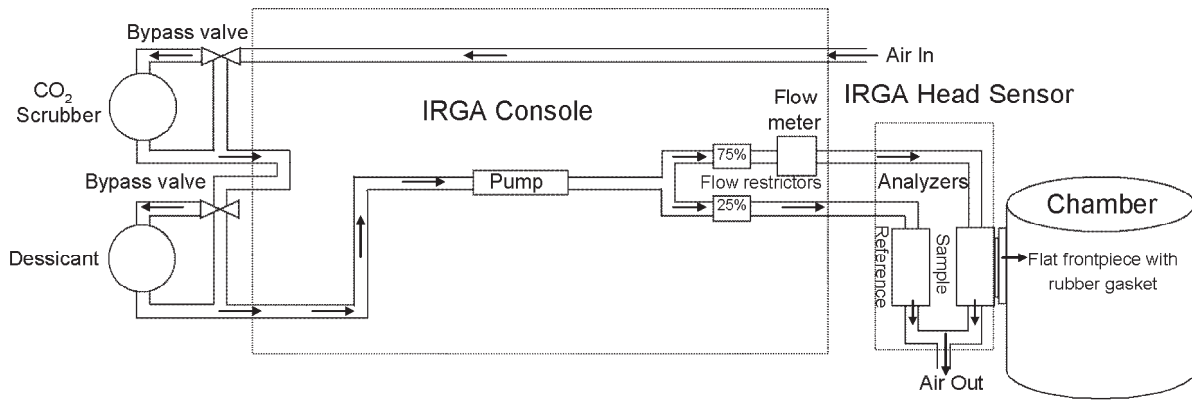 Bypass valve
Air In
CO2
Scrubber
IRGA Console
Flow
meter
IRGA Head Sensor
75%
Bypass valve
Pump
Flow restrictors
Analyzers
25%
Chamber
Dessicant
Reference
Sample
Flat frontpiece with
rubber gasket
Air Out